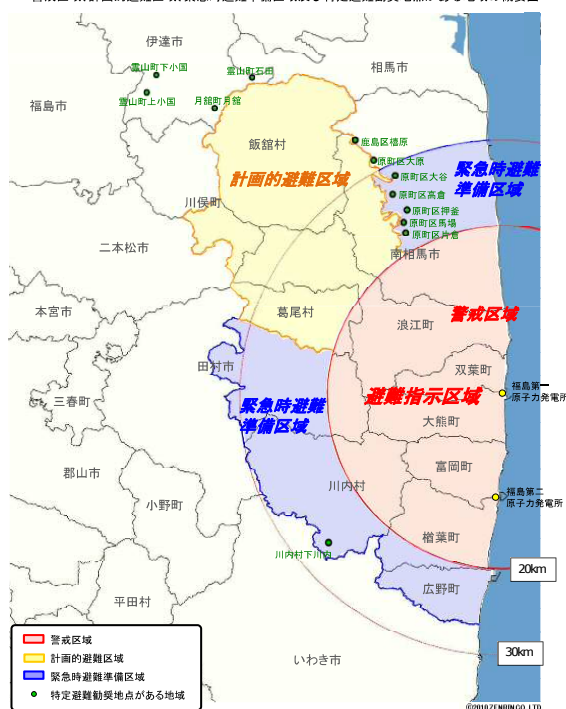 伊達市
霊山町下小国
霊山町石田
相馬市
霊山町上小国
月舘町月舘
福島市
飯舘村
鹿島区橲原
原町区大原
緊急時避難
準備区域
原町区大谷
計画的避難区域
原町区高倉
川俣町
原町区押釜
原町区馬場
原町区片倉
二本松市
南相馬市
葛尾村
本宮市
浪江町
警戒区域
田村市
双葉町
福島第一
原子力発電所
避難指示区域
三春町
緊急時避難
準備区域
大熊町
郡山市
富岡町
川内村
小野町
福島第二
原子力発電所
楢葉町
川内村下川内
20km
広野町
平田村
警戒区域
計画的避難区域
緊急時避難準備区域
特定避難勧奨地点がある地域
いわき市
30km
©2010ZENRIN CO.,LTD